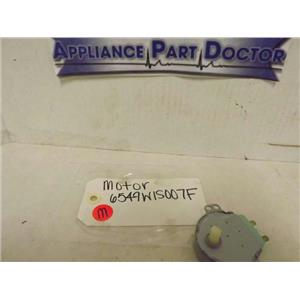 APPLIANCE PART DOCTOR
Motor
6549W1S007F
M